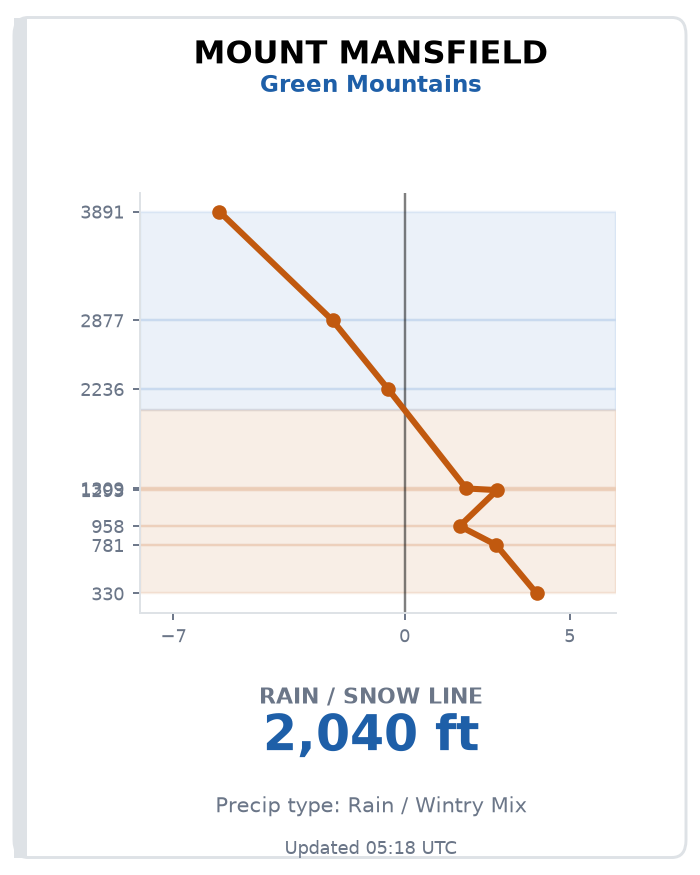 MOUNT MANSFIELD
Green Mountains
3891
2877
2236
958
781
330
−7 0 5
RAIN / SNOW LINE
2,040 ft
Precip type: Rain / Wintry Mix
Updated 05:18 UTC